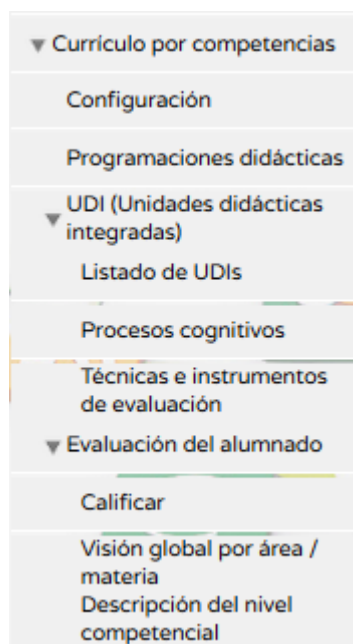 Currículo por competencias
Configuración
Programaciones didácticas
UDI (Unidades didácticas
integradas)
Listado de UDIs
Procesos cognitivos
Técnicas e instrumentos
de evaluación
Evaluación del alumnado
Calificar
Visión global por área /
materia
Descripción del nivel
competencial